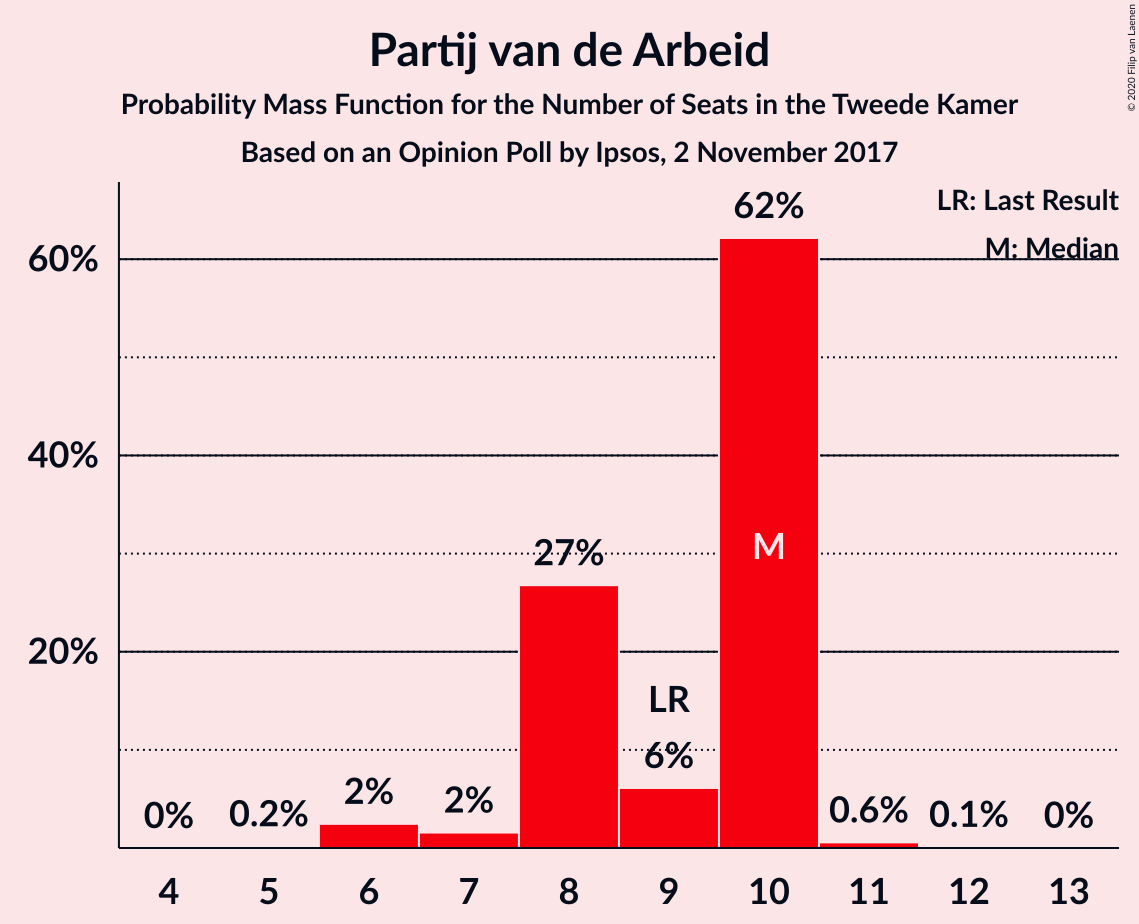 Partij van de Arbeid
Probability Mass Function for the Number of Seats in the Tweede Kamer
Based on an Opinion Poll by Ipsos, 2 November 2017
© 2020 Filip van Laenen
LR: Last Result
M: Median
60%
40%
20%
0%
0.2%
2%
2%
27%
LR
6%
62%
M
0.6%
0.1%
0%
4 5 6 7 8 9 10 11 12 13